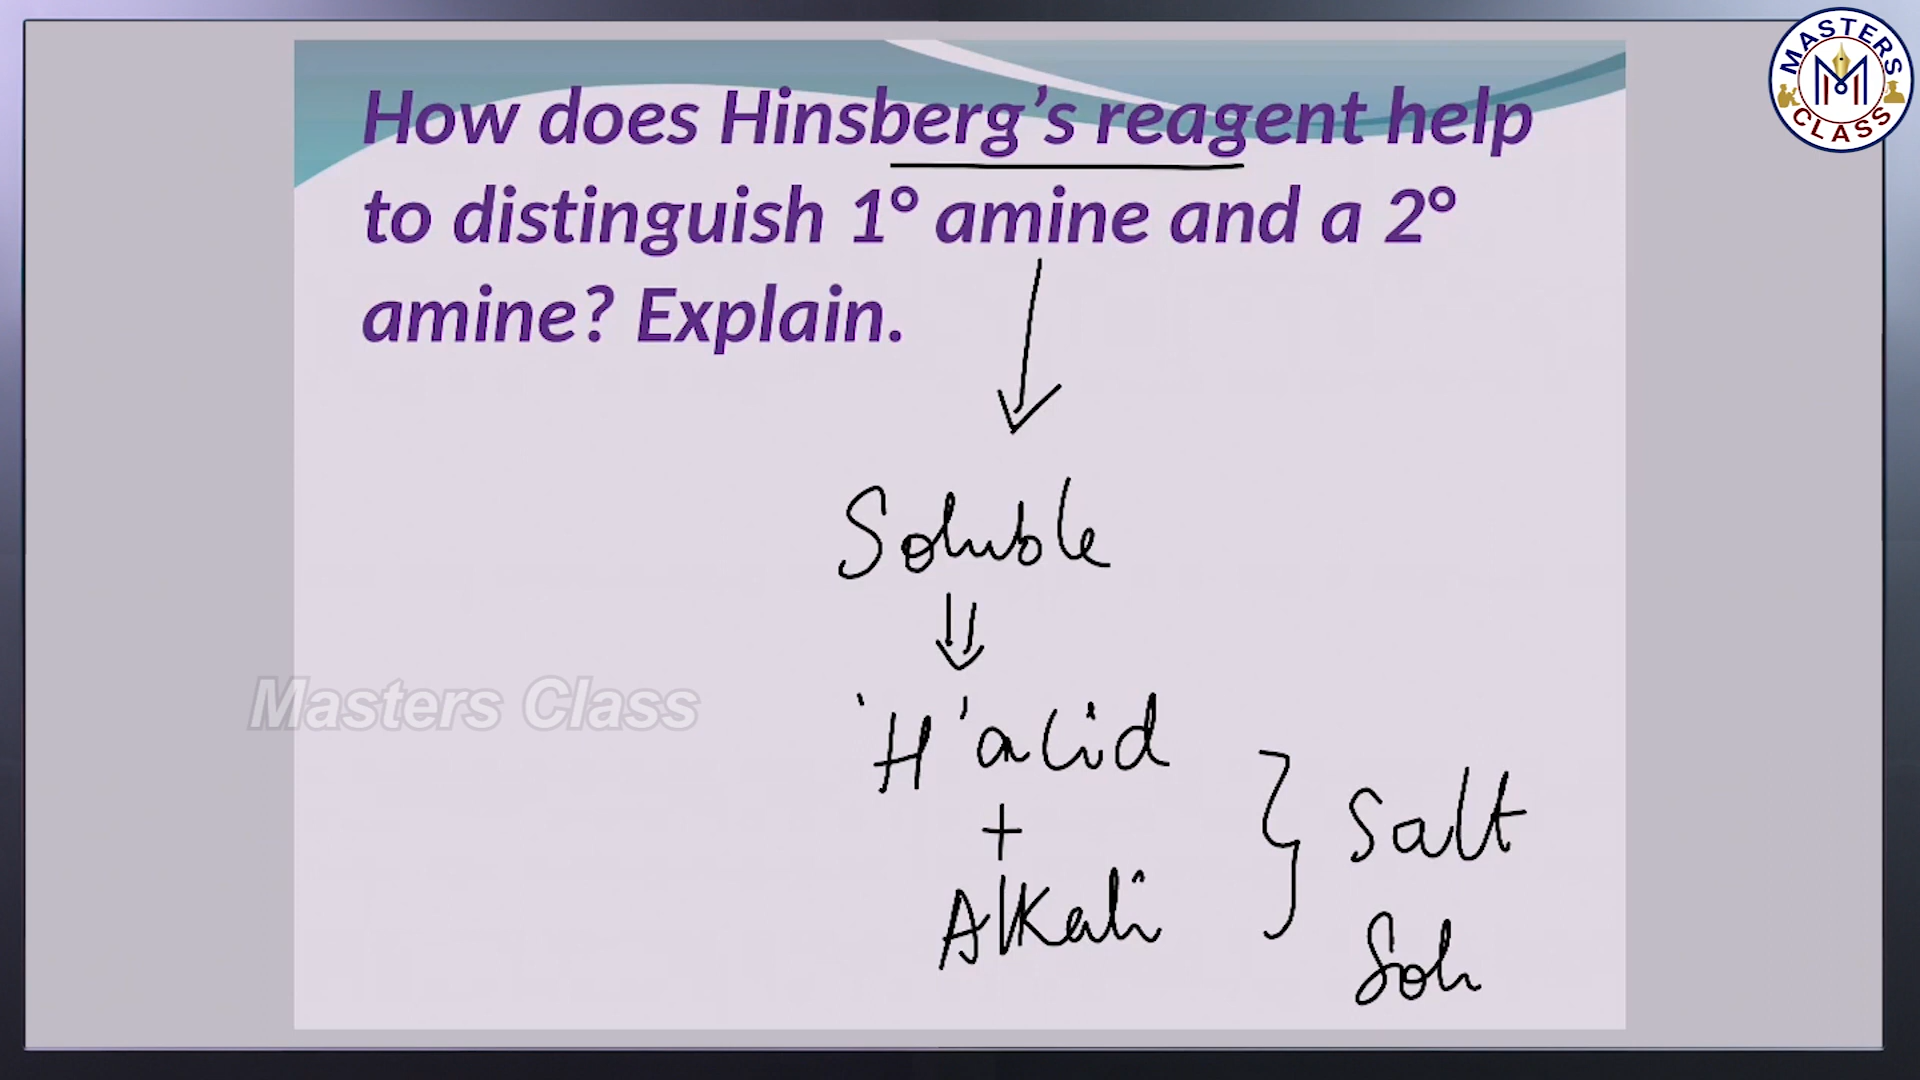 MASTERS
M
CLASS
How does Hinsberg’s reagent help
to distinguish 1° amine and a 2°
amine? Explain.
Soluble
'H' acid
+
Alkali
Salt
Soln
Masters Class